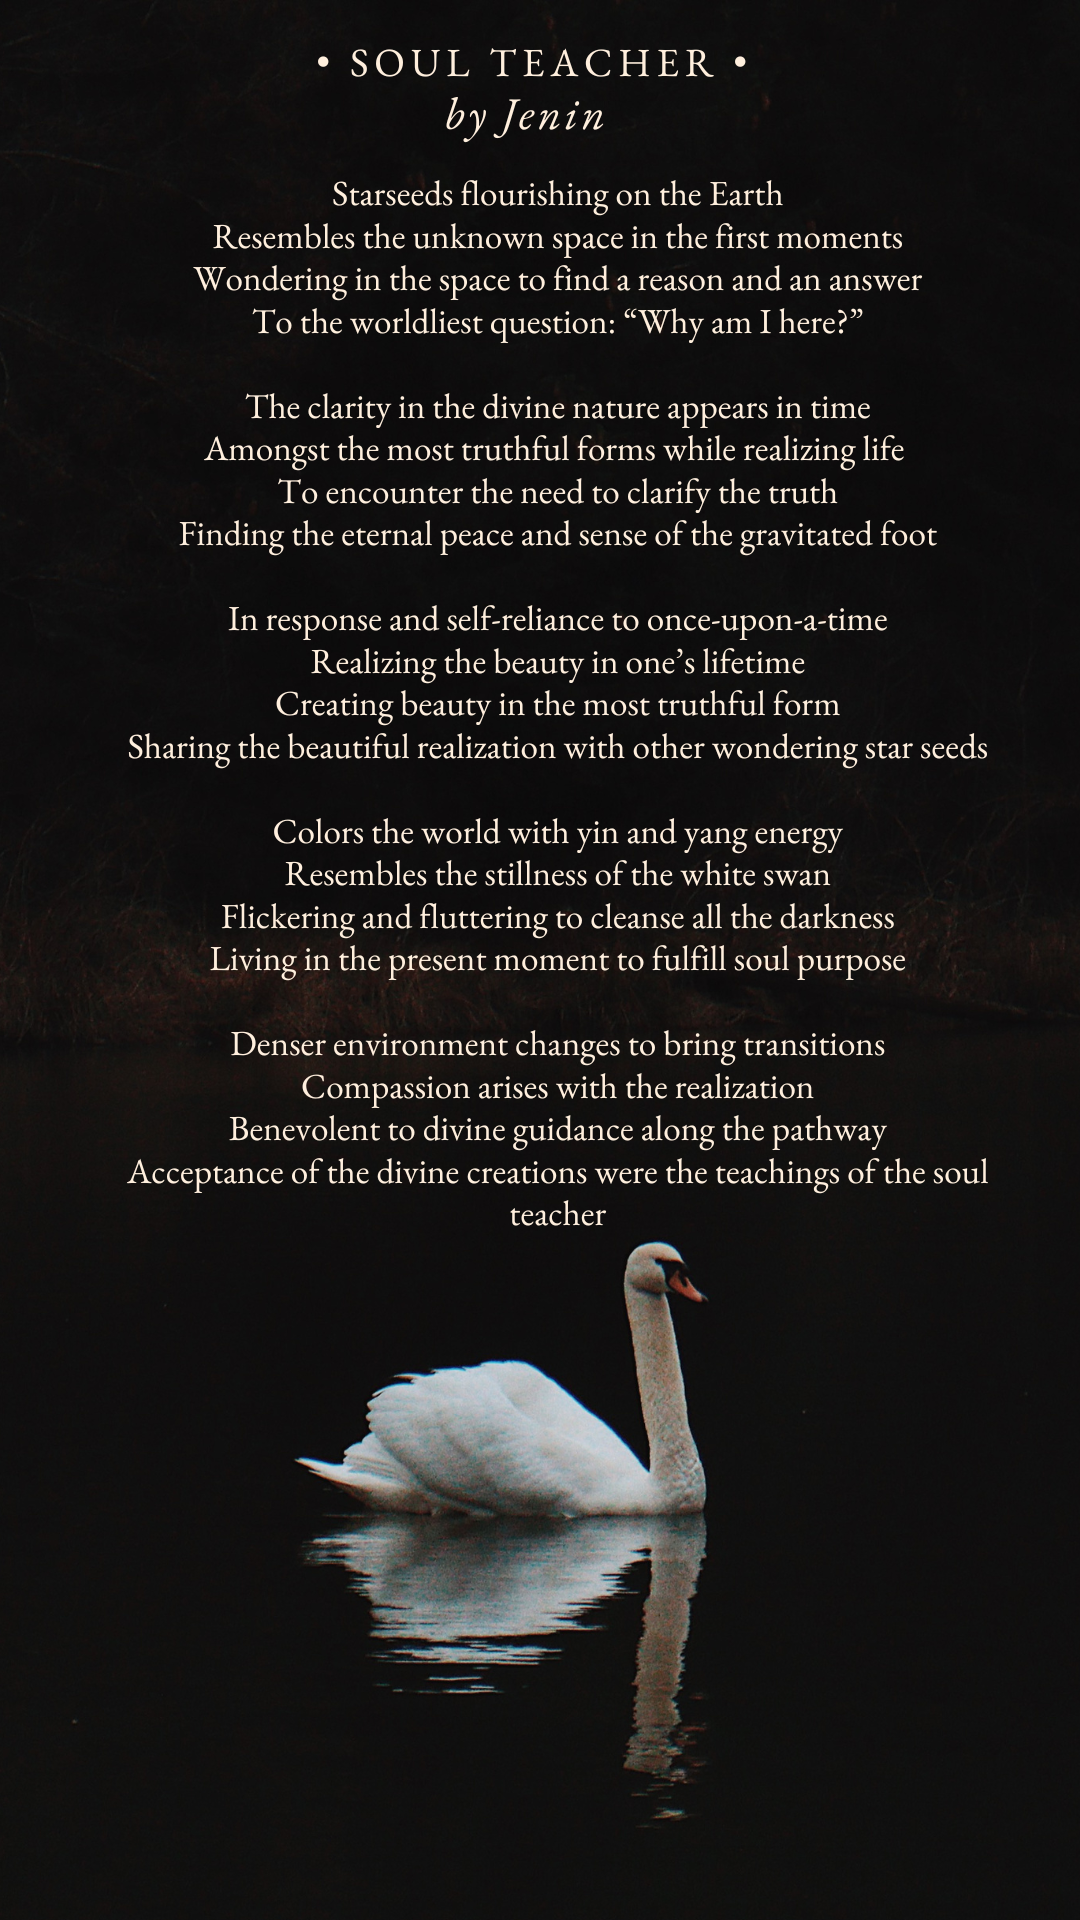 • SOUL TEACHER •
by Jenin
Starseeds flourishing on the Earth
Resembles the unknown space in the first moments
Wondering in the space to find a reason and an answer
To the worldliest question: “Why am I here?”
The clarity in the divine nature appears in time
Amongst the most truthful forms while realizing life
To encounter the need to clarify the truth
Finding the eternal peace and sense of the gravitated foot
In response and self-reliance to once-upon-a-time
Realizing the beauty in one’s lifetime
Creating beauty in the most truthful form
Sharing the beautiful realization with other wondering star seeds
Colors the world with yin and yang energy
Resembles the stillness of the white swan
Flickering and fluttering to cleanse all the darkness
Living in the present moment to fulfill soul purpose
Denser environment changes to bring transitions
Compassion arises with the realization
Benevolent to divine guidance along the pathway
Acceptance of the divine creations were the teachings of the soul
teacher